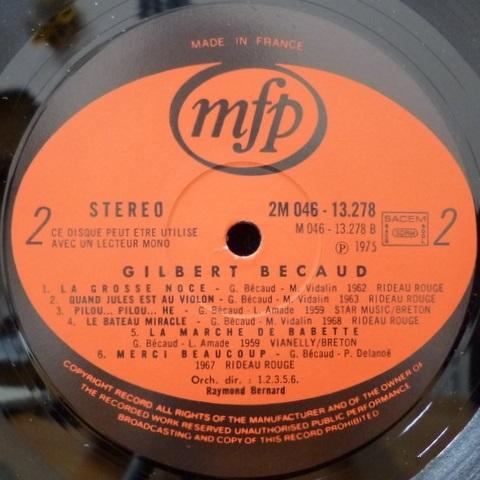 MADE IN FRANCE
mfp
2
STEREO
CE DISQUE PEUT ETRE UTILISE
AVEC UN LECTEUR MONO
2M 046 - 13.278
M 046 - 13.278 B
℗ 1975
SACEM
SDRM
2
GILBERT BECAUD
1. LA GROSSE NOCE - G. Bécaud - M. Vidalin 1962 RIDEAU ROUGE
2. QUAND JULES EST AU VIOLON - G. Bécaud - M. Vidalin 1963 RIDEAU ROUGE
3. PILOU... PILOU... HE - G. Bécaud - L. Amade 1959 STAR MUSIC/BRETON
4. LE BATEAU MIRACLE - G. Bécaud - M. Vidalin 1968 RIDEAU ROUGE
5. LA MARCHE DE BABETTE
G. Bécaud - L. Amade 1959 VIANELLY/BRETON
6. MERCI BEAUCOUP - G. Bécaud - P. Delanoë
1967 RIDEAU ROUGE
Orch. dir. : 1.2.3.5.6.
Raymond Bernard
COPYRIGHT RECORD ALL RIGHTS OF THE MANUFACTURER AND OF THE OWNER OF
THE RECORDED WORK RESERVED UNAUTHORISED PUBLIC PERFORMANCE
BROADCASTING AND COPY OF THIS RECORD PROHIBITED